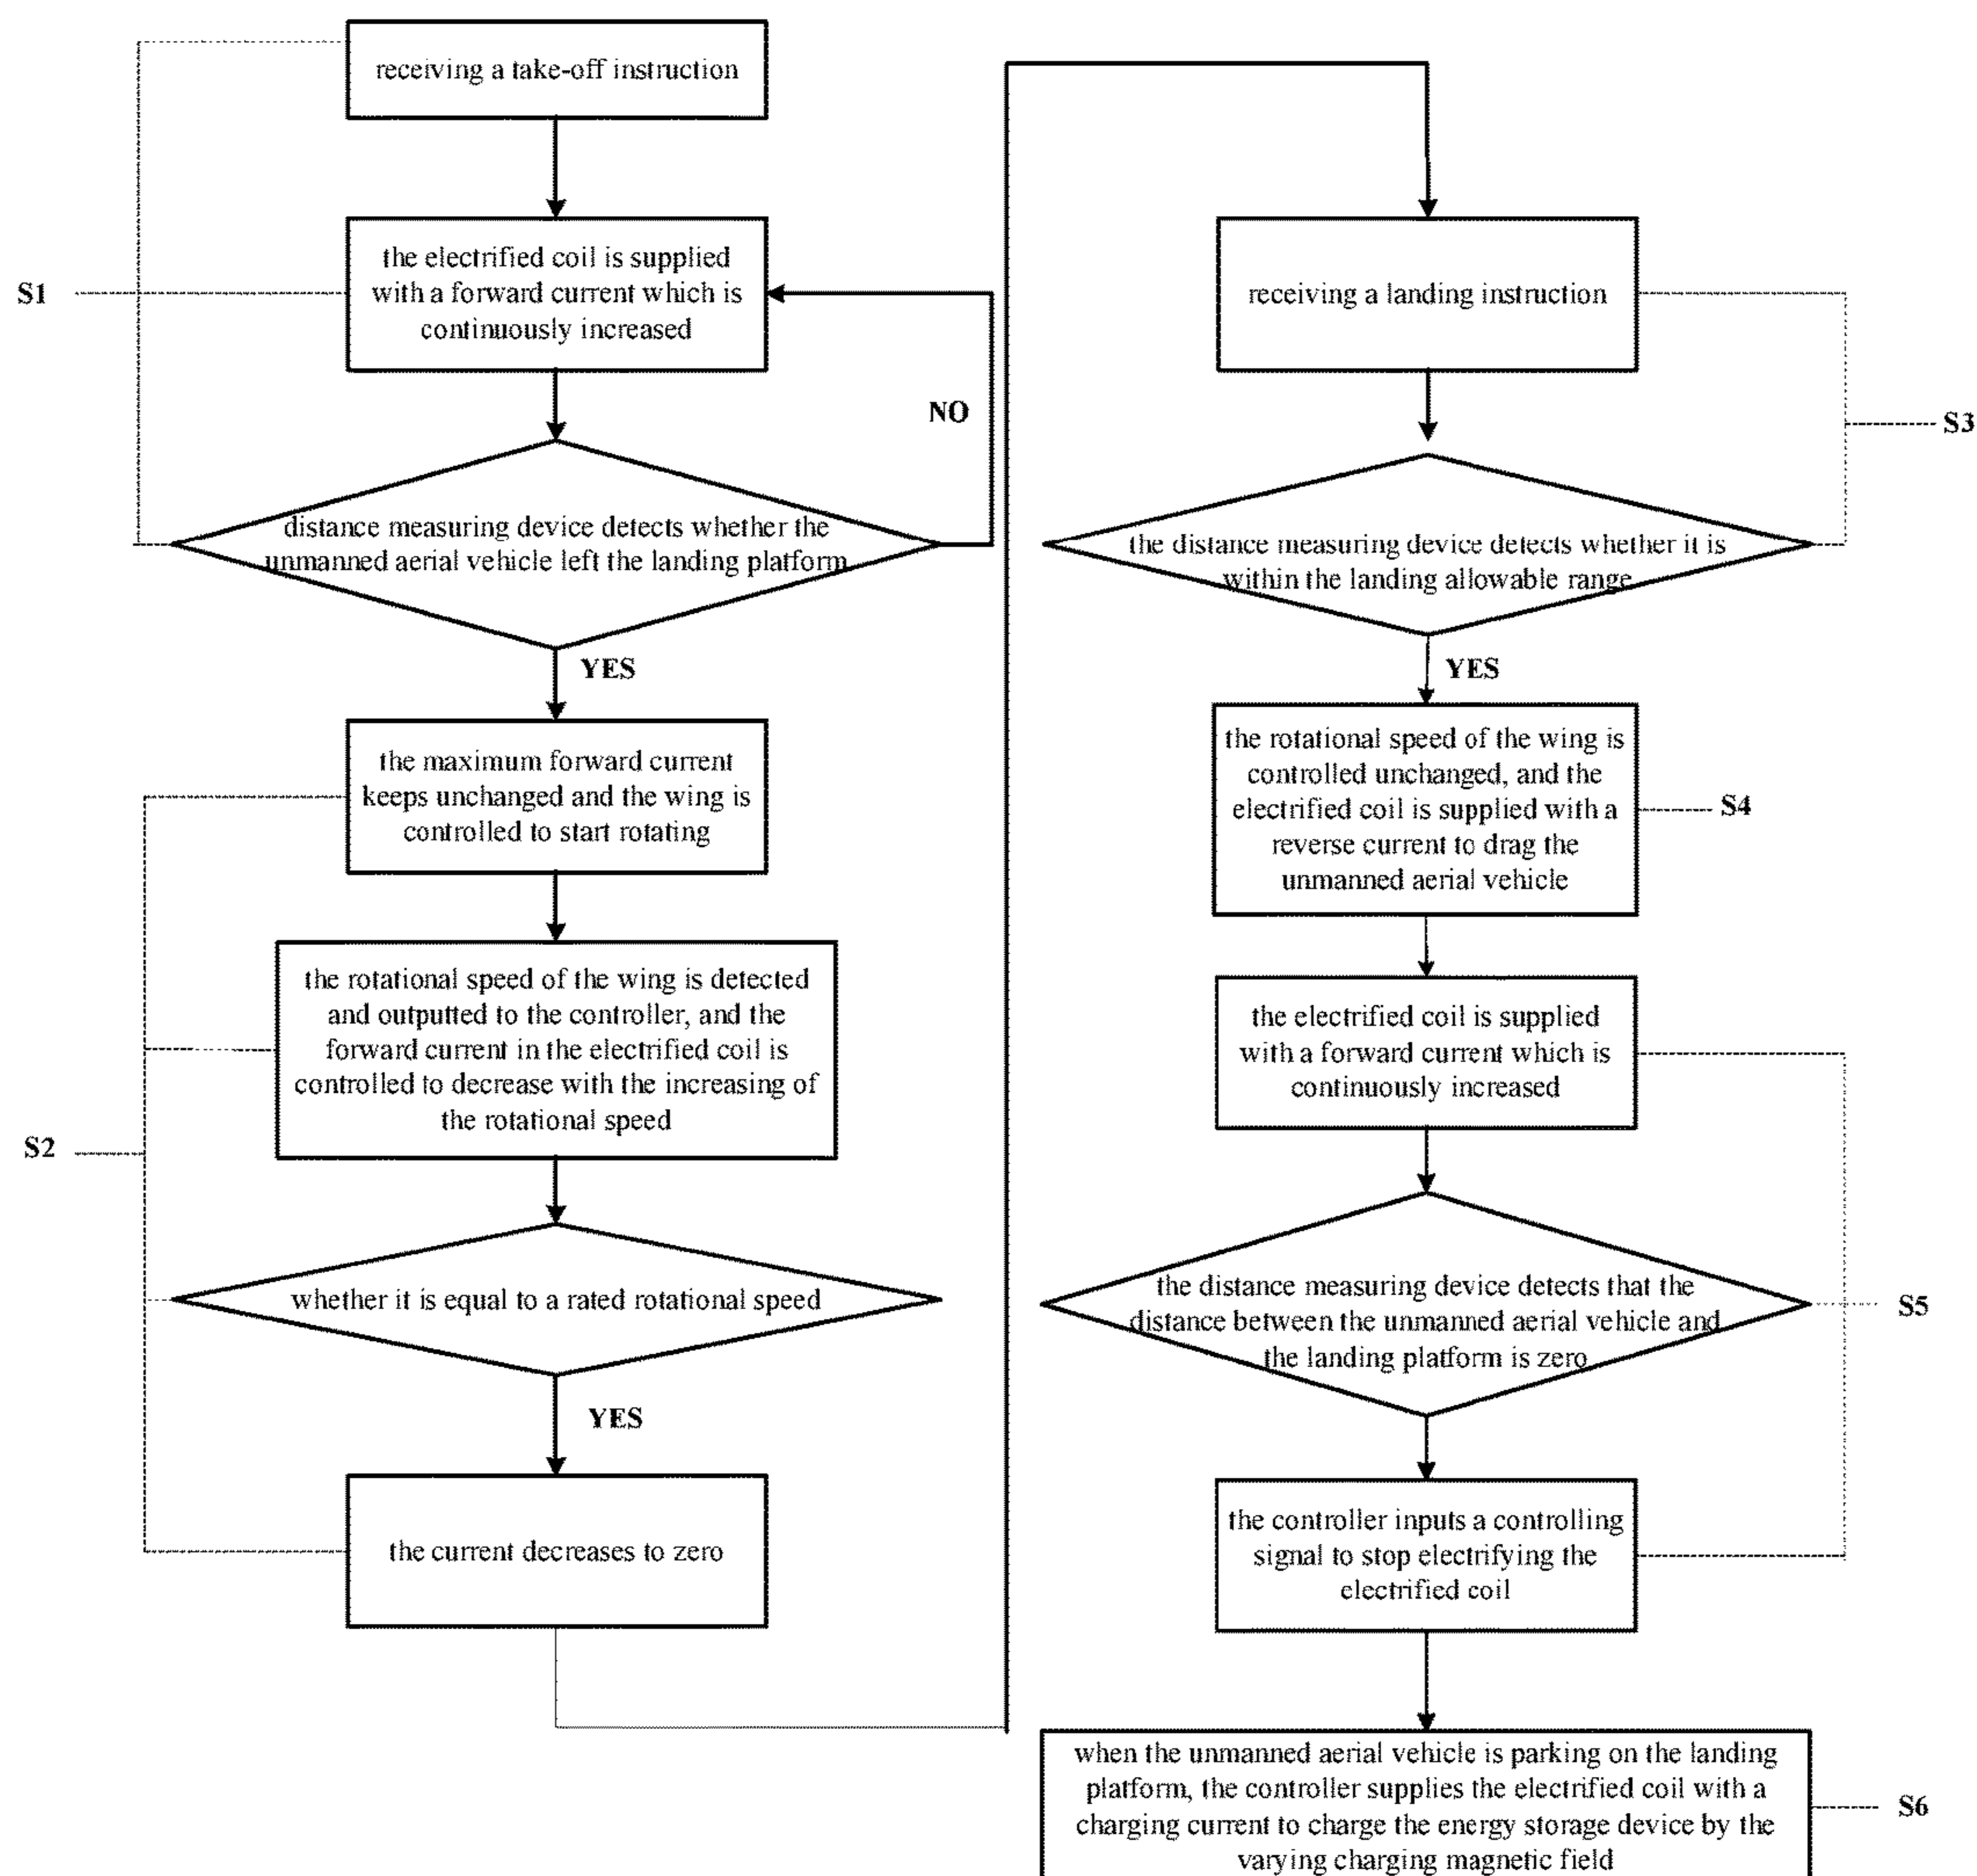 receiving a take-off instruction
S1
the electrified coil is supplied
with a forward current which is
continuously increased
NO
distance measuring device detects whether the
unmanned aerial vehicle left the landing platform
YES
the maximum forward current
keeps unchanged and the wing is
controlled to start rotating
S2
the rotational speed of the wing is detected
and outputted to the controller, and the
forward current in the electrified coil is
controlled to decrease with the increasing of
the rotational speed
whether it is equal to a rated rotational speed
YES
the current decreases to zero
receiving a landing instruction
S3
the distance measuring device detects whether it is
within the landing allowable range
YES
the rotational speed of the wing is
controlled unchanged, and the
electrified coil is supplied with a
reverse current to drag the
unmanned aerial vehicle
S4
the electrified coil is supplied
with a forward current which is
continuously increased
the distance measuring device detects that the
distance between the unmanned aerial vehicle and
the landing platform is zero
S5
the controller inputs a controlling
signal to stop electrifying the
electrified coil
when the unmanned aerial vehicle is parking on the landing
platform, the controller supplies the electrified coil with a
charging current to charge the energy storage device by the
varying charging magnetic field
S6